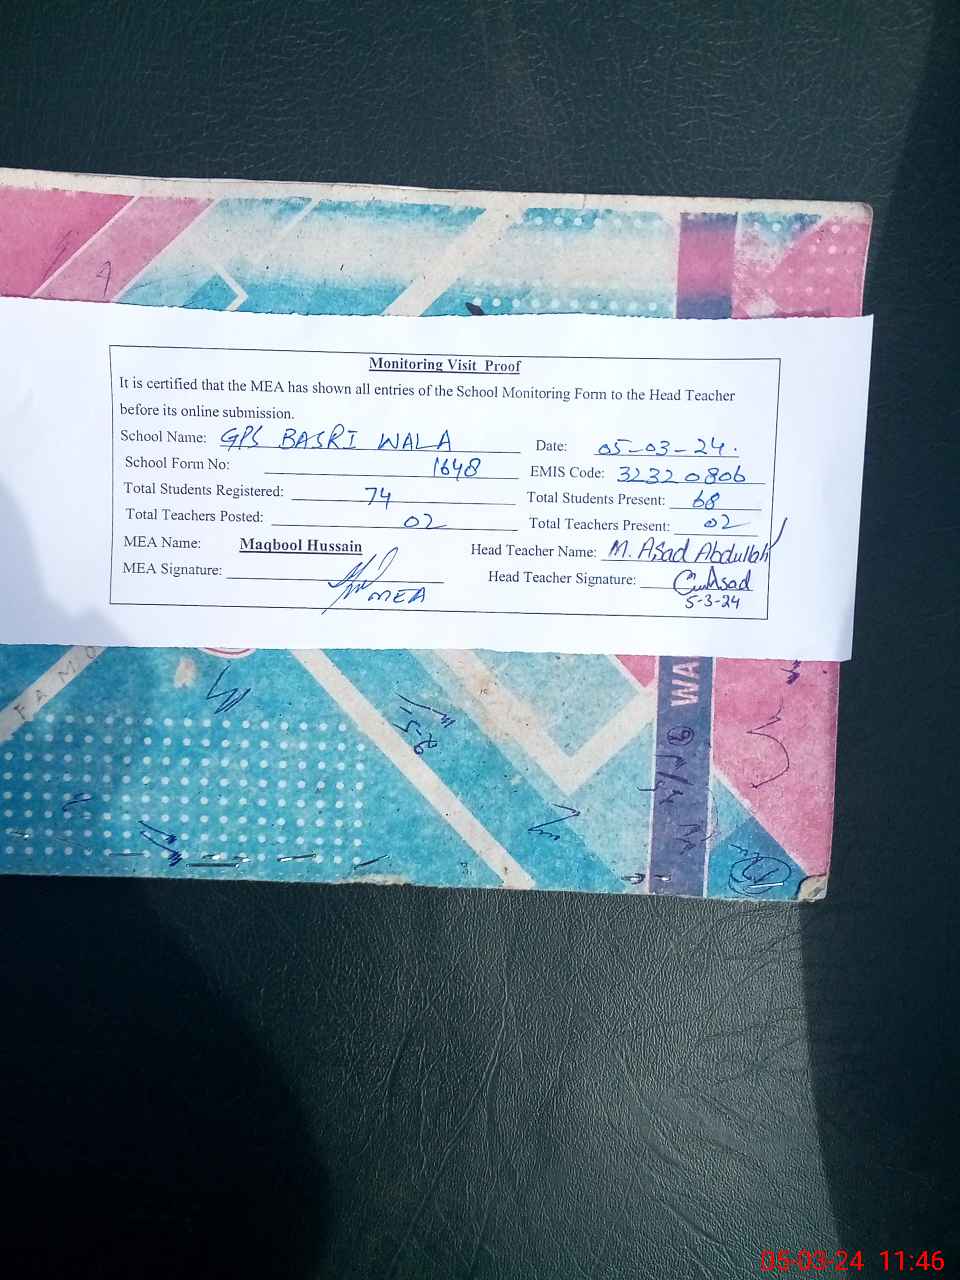 Monitoring Visit Proof
It is certified that the MEA has shown all entries of the School Monitoring Form to the Head Teacher
before its online submission.
School Name: GPS BASRI WALA Date: 05-03-24.
School Form No: 1648 EMIS Code: 32320806
Total Students Registered: 74 Total Students Present: 68
Total Teachers Posted: 02 Total Teachers Present: 02
MEA Name: Maqbool Hussain Head Teacher Name: M. Asad Abdullah
MEA Signature: MEA Head Teacher Signature: Asad
5-3-24
WA
05-03-24 11:46